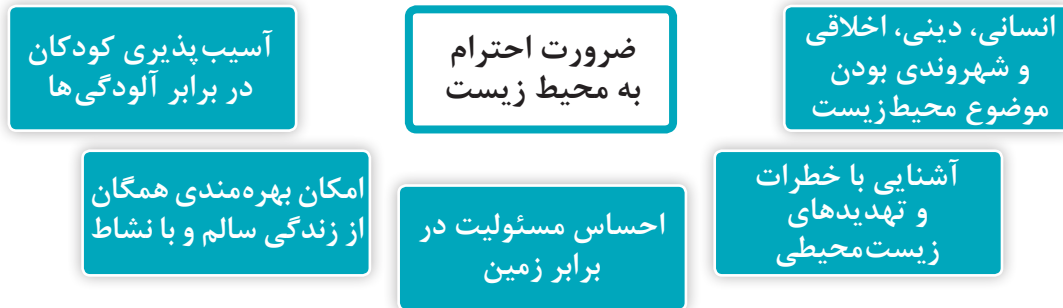 ضرورت احترام
به محیط زیست
انسانی، دینی، اخلاقی
و شهروندی بودن
موضوع محیط‌زیست
آشنایی با خطرات
و تهدیدهای
زیست‌محیطی
احساس مسئولیت در
برابر زمین
امکان بهره‌مندی همگان
از زندگی سالم و با نشاط
آسیب‌پذیری کودکان
در برابر آلودگی‌ها